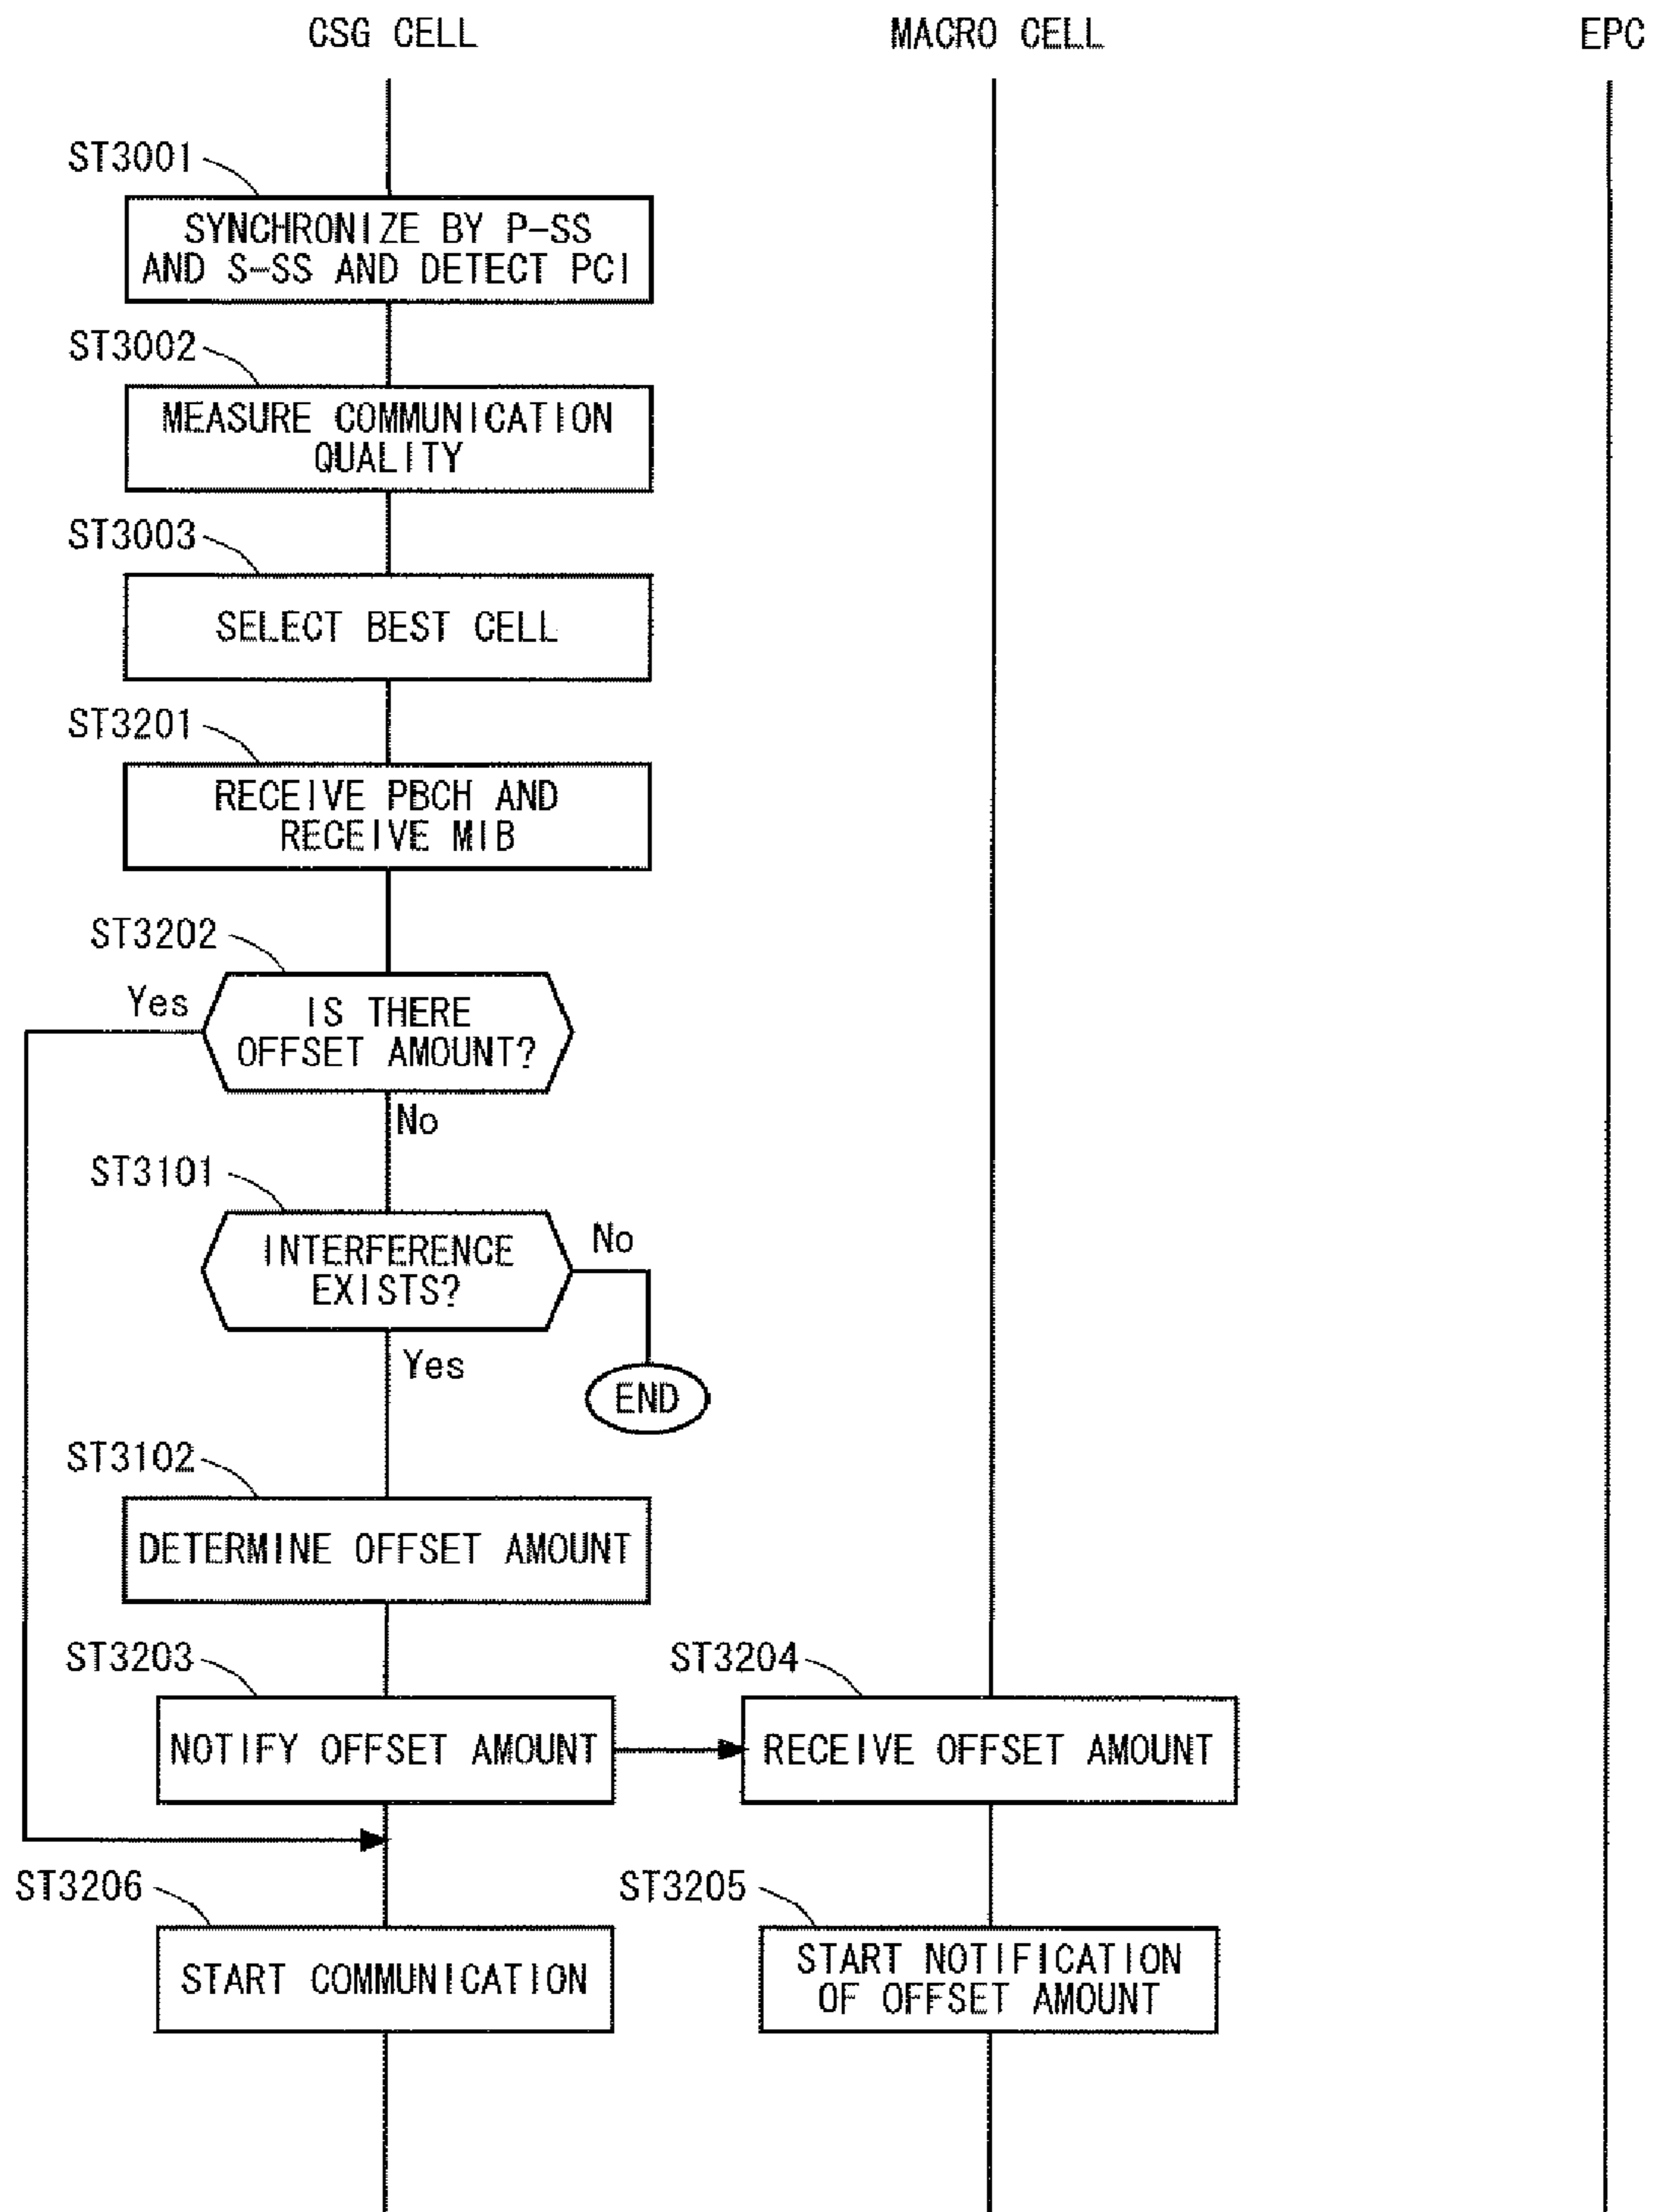 CSG CELL
MACRO CELL
EPC
ST3001
SYNCHRONIZE BY P-SS
AND S-SS AND DETECT PCI
ST3002
MEASURE COMMUNICATION
QUALITY
ST3003
SELECT BEST CELL
ST3201
RECEIVE PBCH AND
RECEIVE MIB
ST3202
Yes
IS THERE
OFFSET AMOUNT?
No
ST3101
INTERFERENCE
EXISTS?
No
Yes
END
ST3102
DETERMINE OFFSET AMOUNT
ST3203
ST3204
NOTIFY OFFSET AMOUNT
RECEIVE OFFSET AMOUNT
ST3206
ST3205
START COMMUNICATION
START NOTIFICATION
OF OFFSET AMOUNT